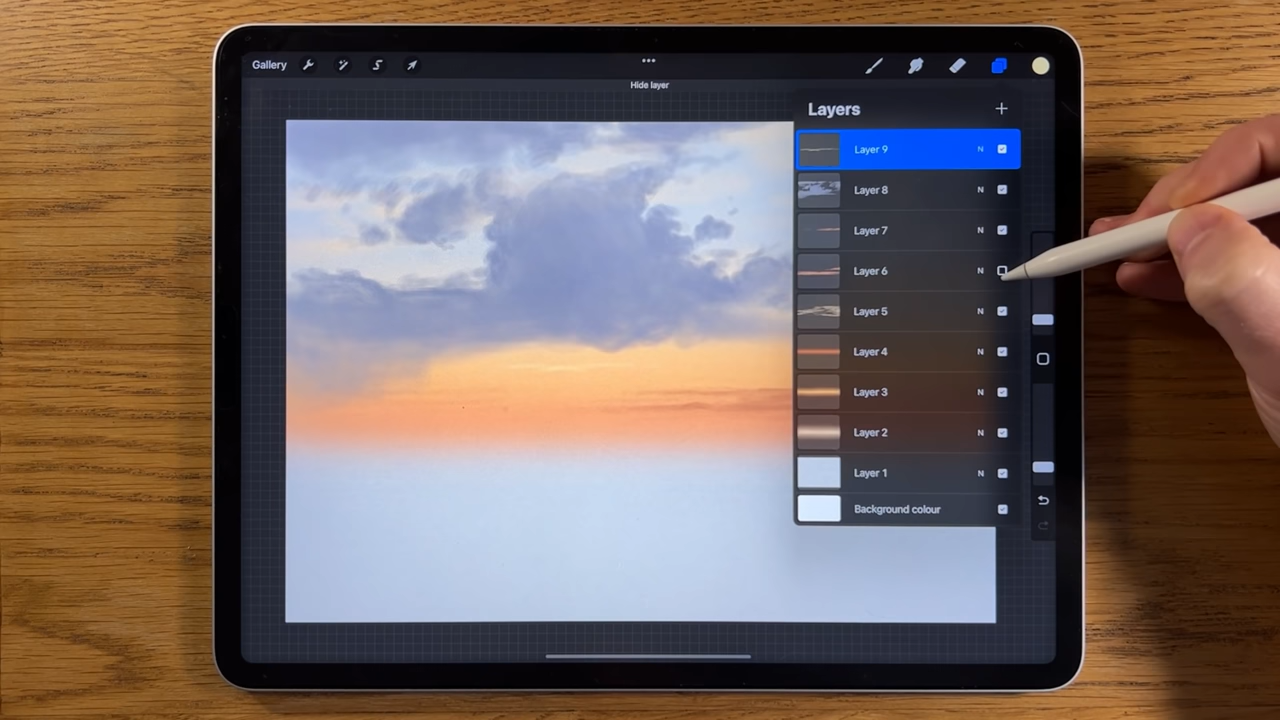 Gallery
Hide layer
Layers
Layer 9 N
Layer 8 N
Layer 7 N
Layer 6 N
Layer 5 N
Layer 4 N
Layer 3 N
Layer 2 N
Layer 1 N
Background colour